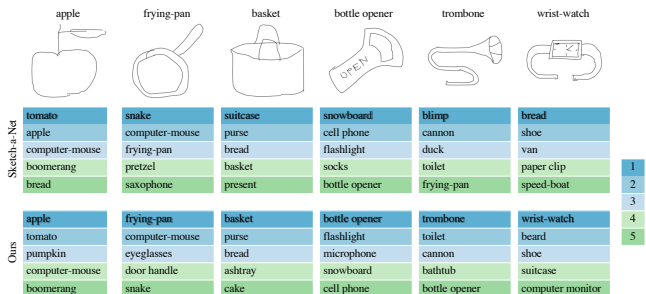 apple frying-pan basket bottle opener trombone wrist-watch
OPEN
Sketch-a-Net
tomato snake suitcase snowboard blimp bread
apple computer-mouse purse cell phone cannon shoe
computer-mouse frying-pan bread flashlight duck van
boomerang pretzel basket socks toilet paper clip
bread saxophone present bottle opener frying-pan speed-boat
1
2
3
4
5
Ours
apple frying-pan basket bottle opener trombone wrist-watch
tomato computer-mouse purse flashlight toilet beard
pumpkin eyeglasses bread microphone cannon shoe
computer-mouse door handle ashtray snowboard bathtub suitcase
boomerang snake cake cell phone bottle opener computer monitor